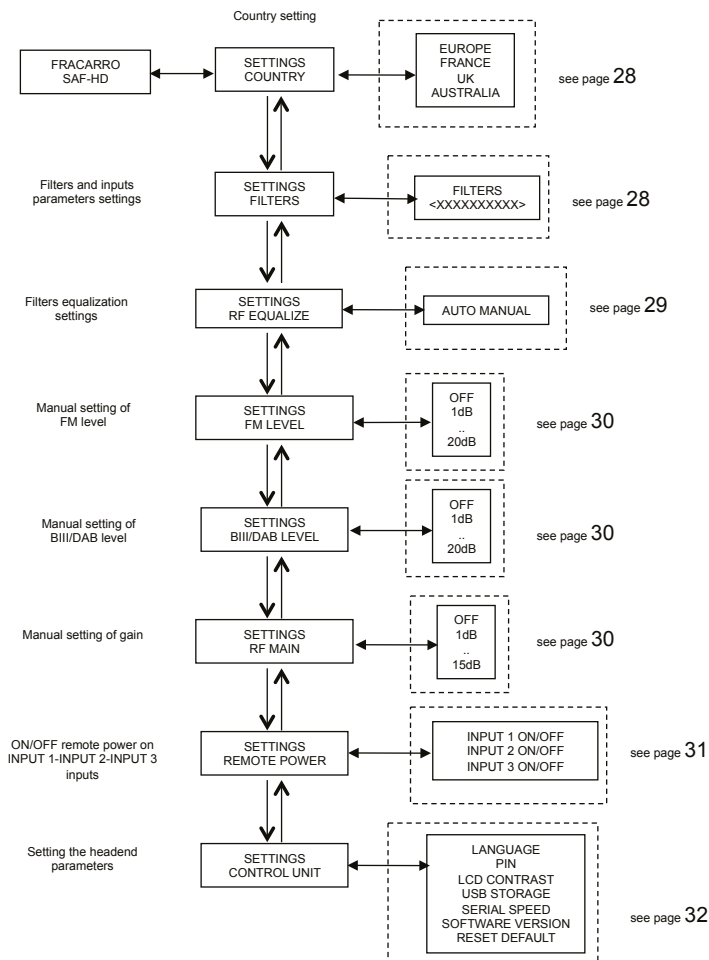 Country setting
FRACARRO
SAF-HD
SETTINGS
COUNTRY
EUROPE
FRANCE
UK
AUSTRALIA
see page 28
Filters and inputs
parameters settings
SETTINGS
FILTERS
FILTERS
<XXXXXXXXXX>
see page 28
Filters equalization
settings
SETTINGS
RF EQUALIZE
AUTO MANUAL
see page 29
Manual setting of
FM level
SETTINGS
FM LEVEL
OFF
1dB
..
20dB
see page 30
Manual setting of
BIII/DAB level
SETTINGS
BIII/DAB LEVEL
OFF
1dB
..
20dB
see page 30
Manual setting of gain
SETTINGS
RF MAIN
OFF
1dB
..
15dB
see page 30
ON/OFF remote power on
INPUT 1-INPUT 2-INPUT 3
inputs
SETTINGS
REMOTE POWER
INPUT 1 ON/OFF
INPUT 2 ON/OFF
INPUT 3 ON/OFF
see page 31
Setting the headend
parameters
SETTINGS
CONTROL UNIT
LANGUAGE
PIN
LCD CONTRAST
USB STORAGE
SERIAL SPEED
SOFTWARE VERSION
RESET DEFAULT
see page 32